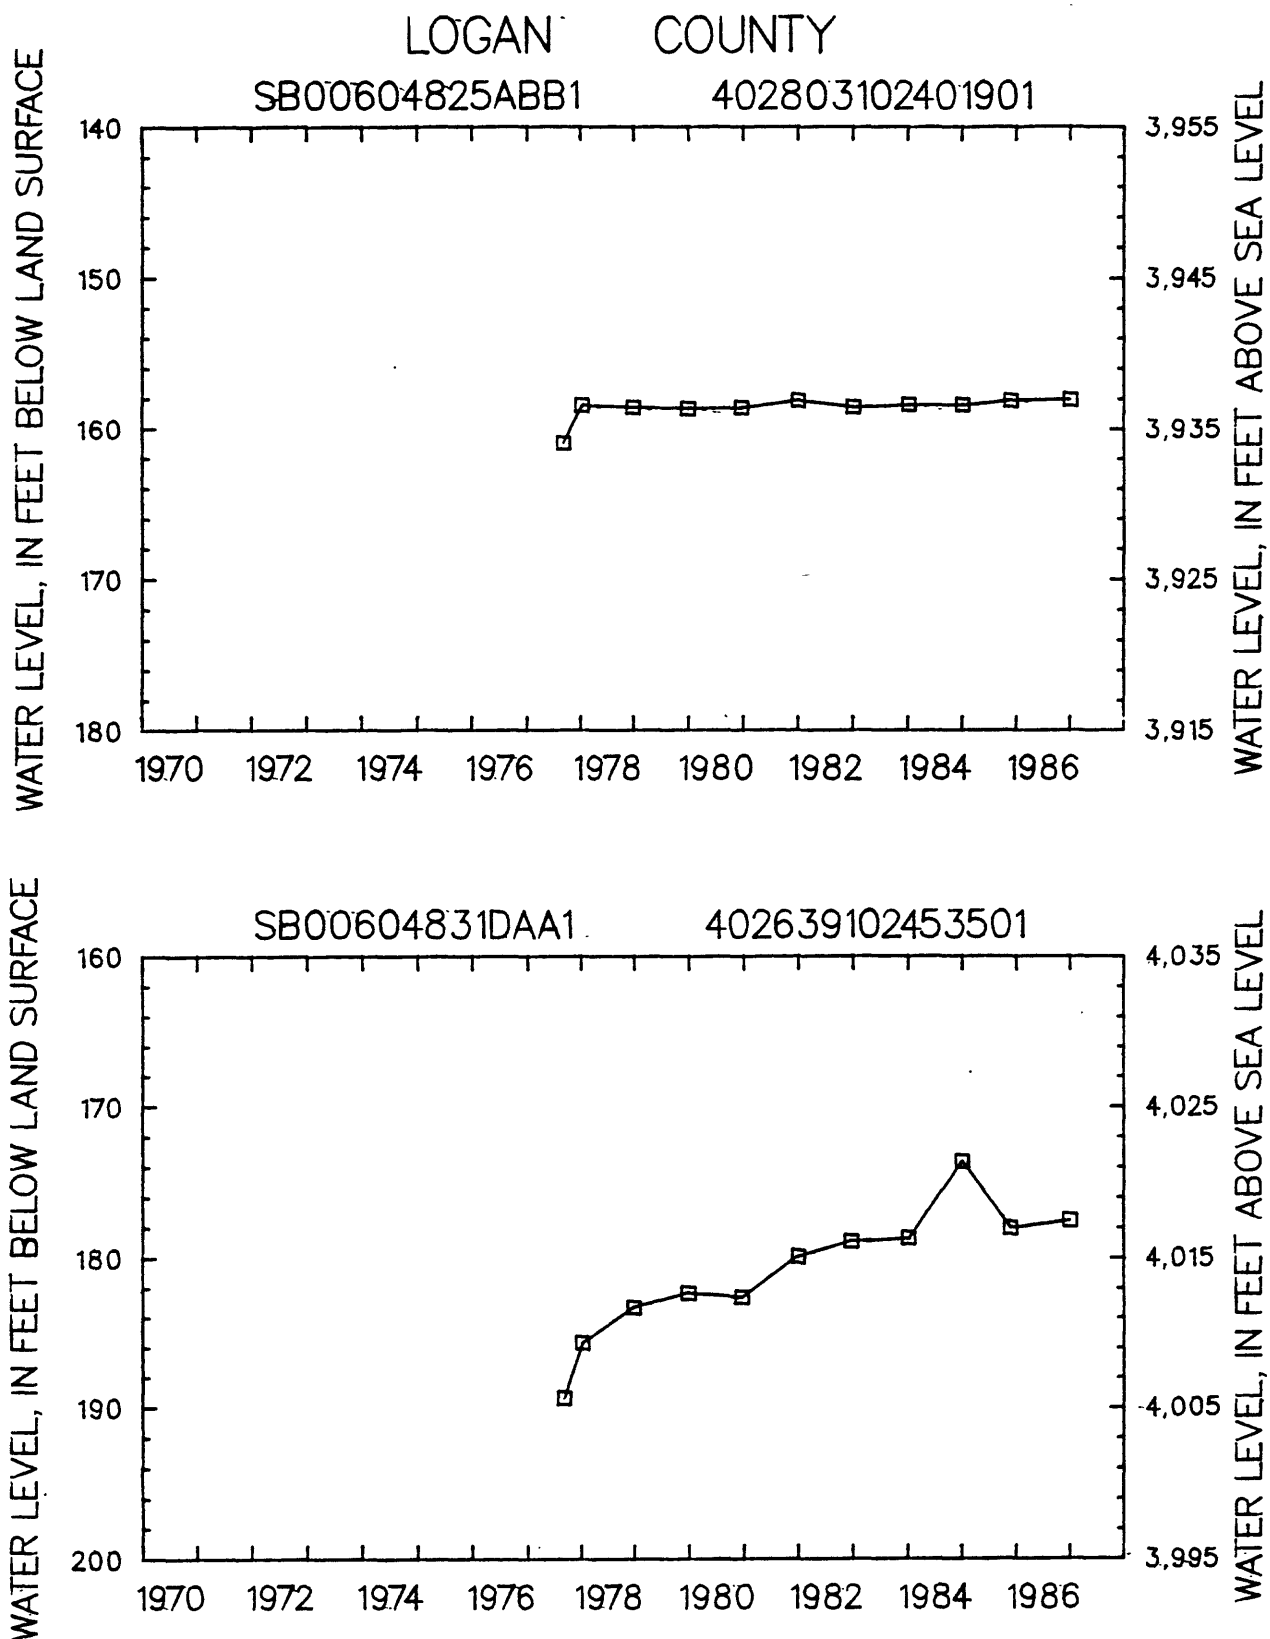 LOGAN COUNTY
SB00604825ABB1 402803102401901
WATER LEVEL, IN FEET BELOW LAND SURFACE
140
150
160
170
180
3,955
3,945
3,935
3,925
3,915
WATER LEVEL, IN FEET ABOVE SEA LEVEL
1970 1972 1974 1976 1978 1980 1982 1984 1986
SB00604831DAA1 402639102453501
WATER LEVEL, IN FEET BELOW LAND SURFACE
160
170
180
190
200
4,035
4,025
4,015
4,005
3,995
WATER LEVEL, IN FEET ABOVE SEA LEVEL
1970 1972 1974 1976 1978 1980 1982 1984 1986